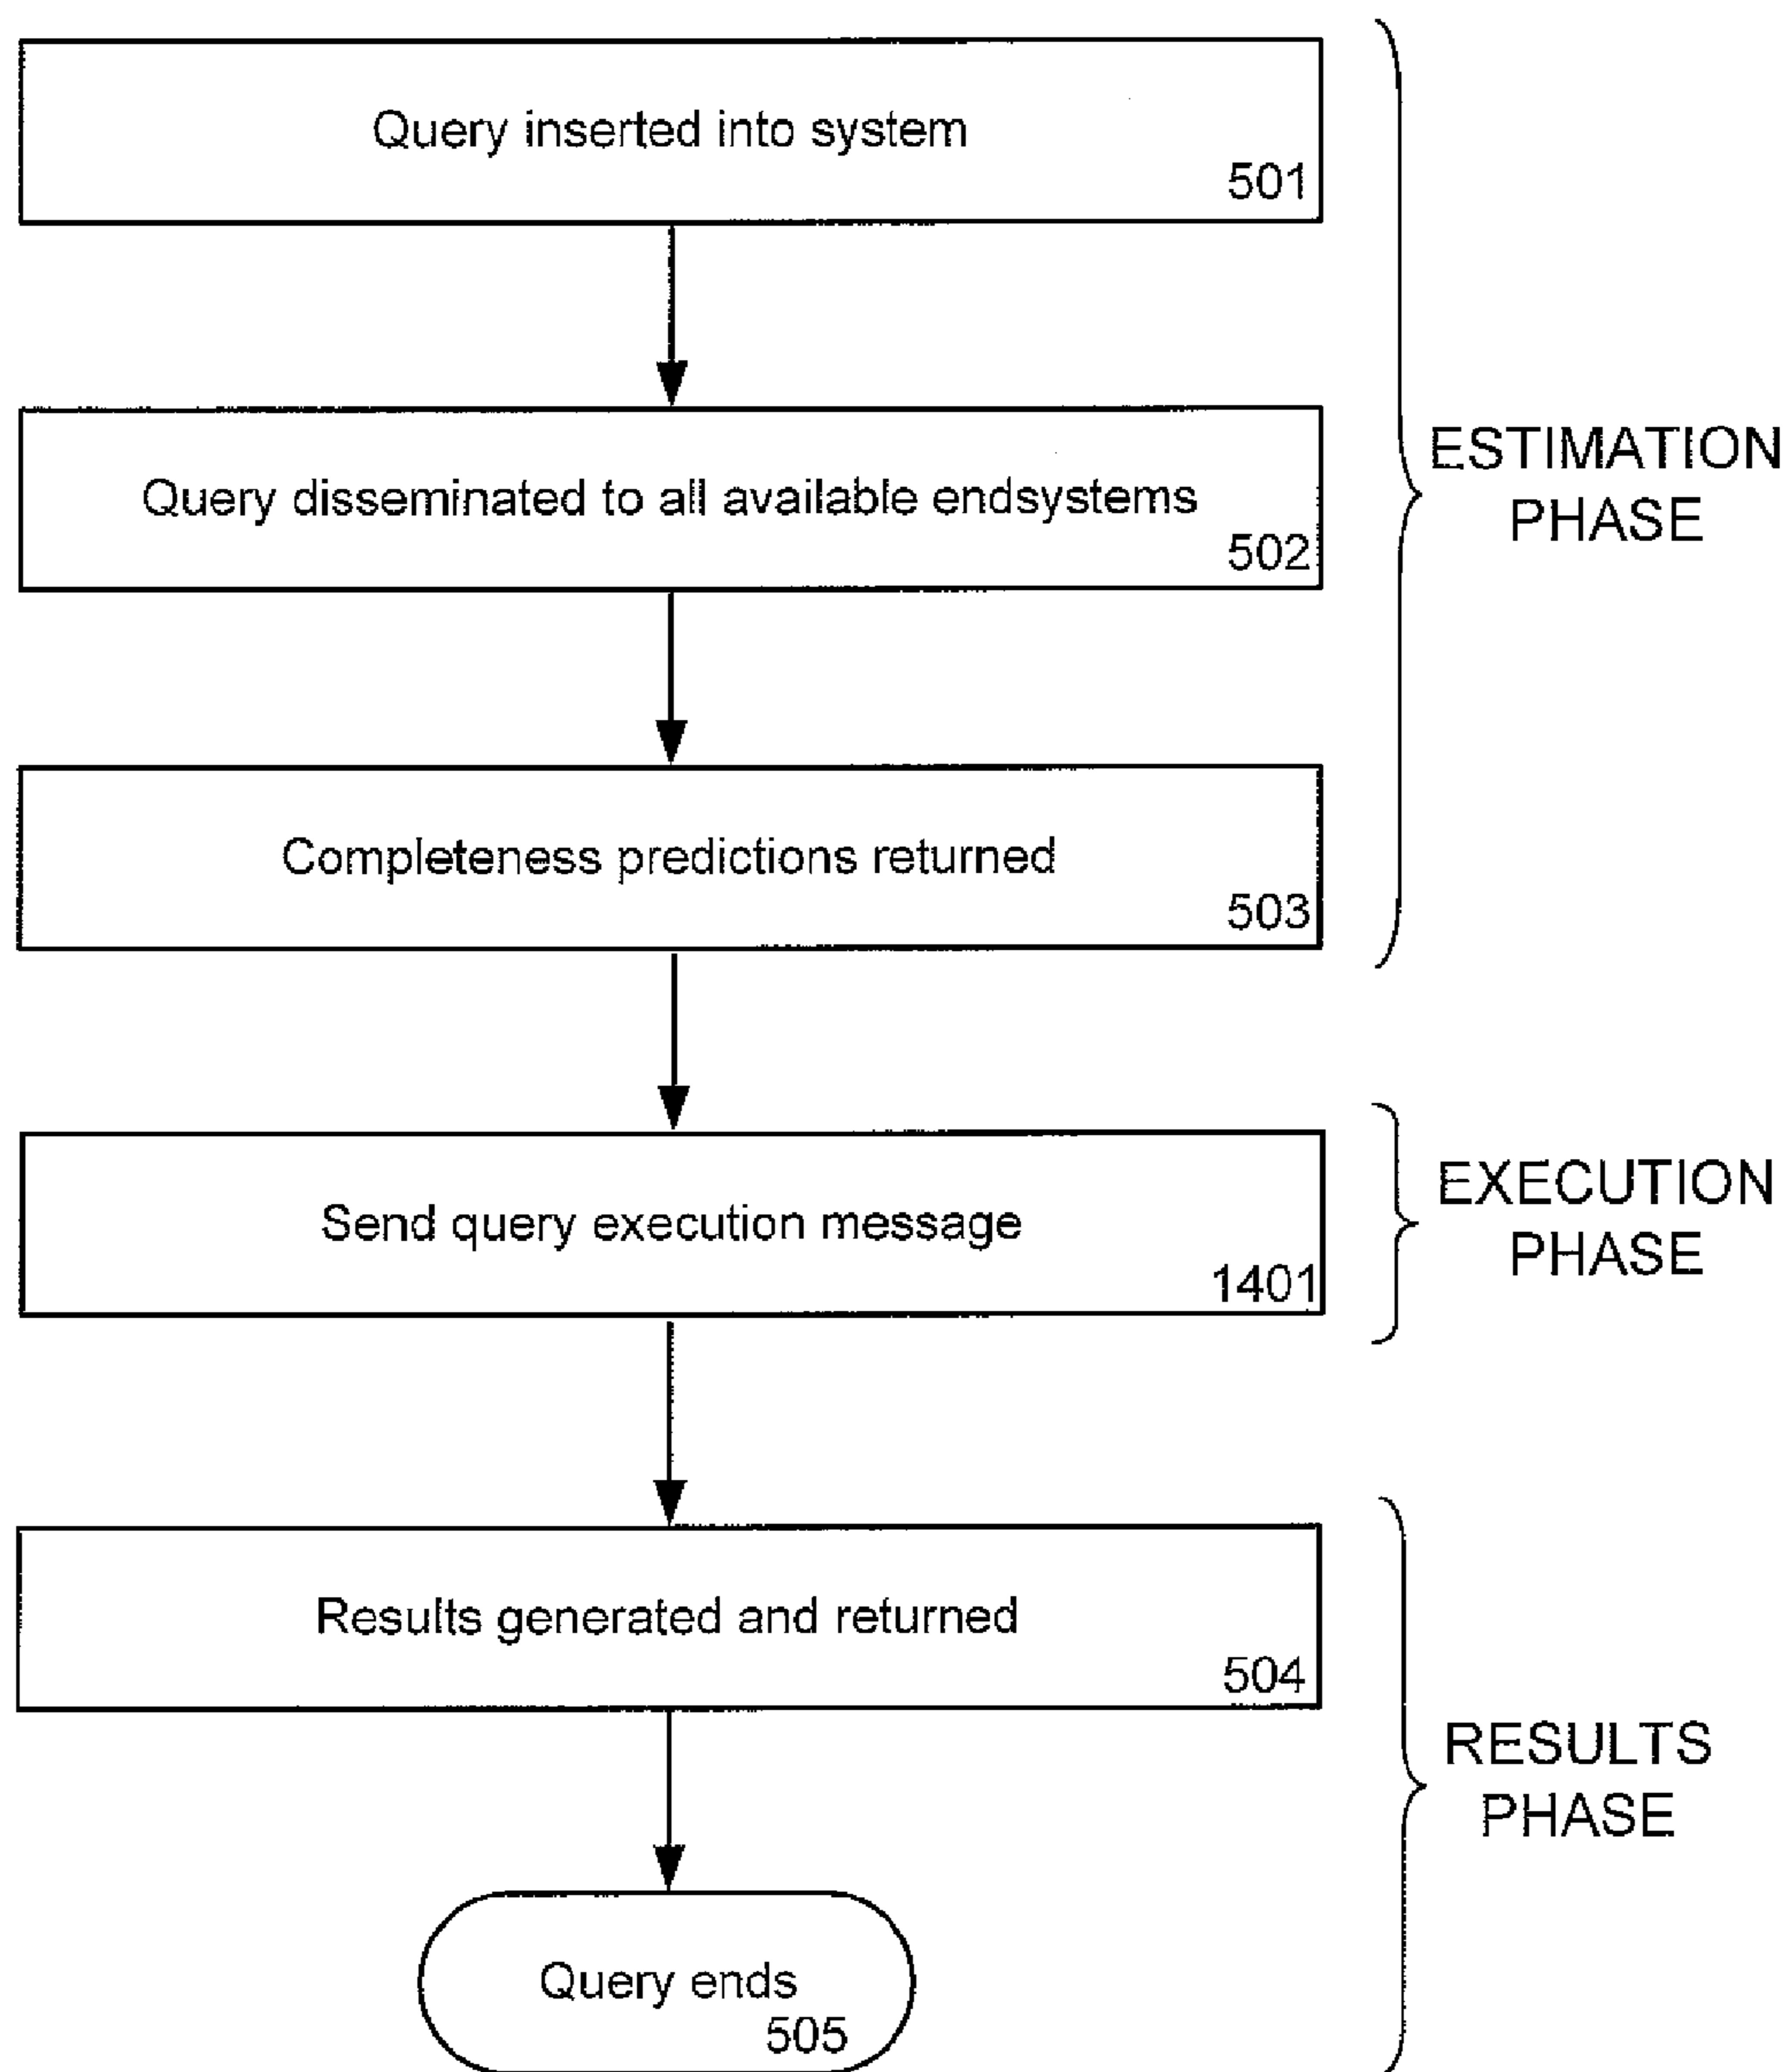 Query inserted into system
501
Query disseminated to all available endsystems
502
ESTIMATION
PHASE
Completeness predictions returned
503
Send query execution message
1401
EXECUTION
PHASE
Results generated and returned
504
RESULTS
PHASE
Query ends
505